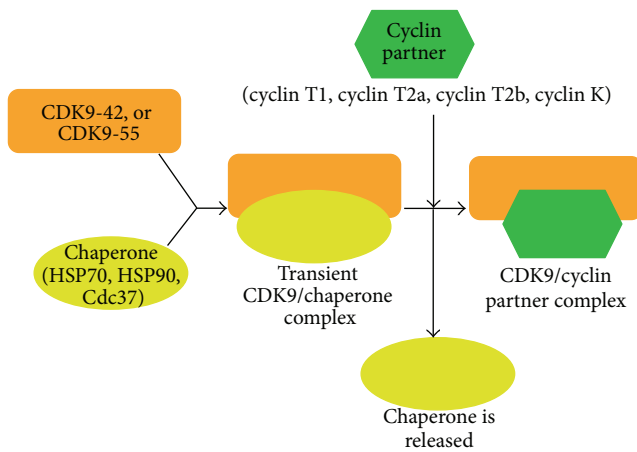 Cyclin
partner
(cyclin T1, cyclin T2a, cyclin T2b, cyclin K)
CDK9-42, or
CDK9-55
Chaperone
(HSP70, HSP90,
Cdc37)
Transient
CDK9/chaperone
complex
CDK9/cyclin
partner complex
Chaperone is
released